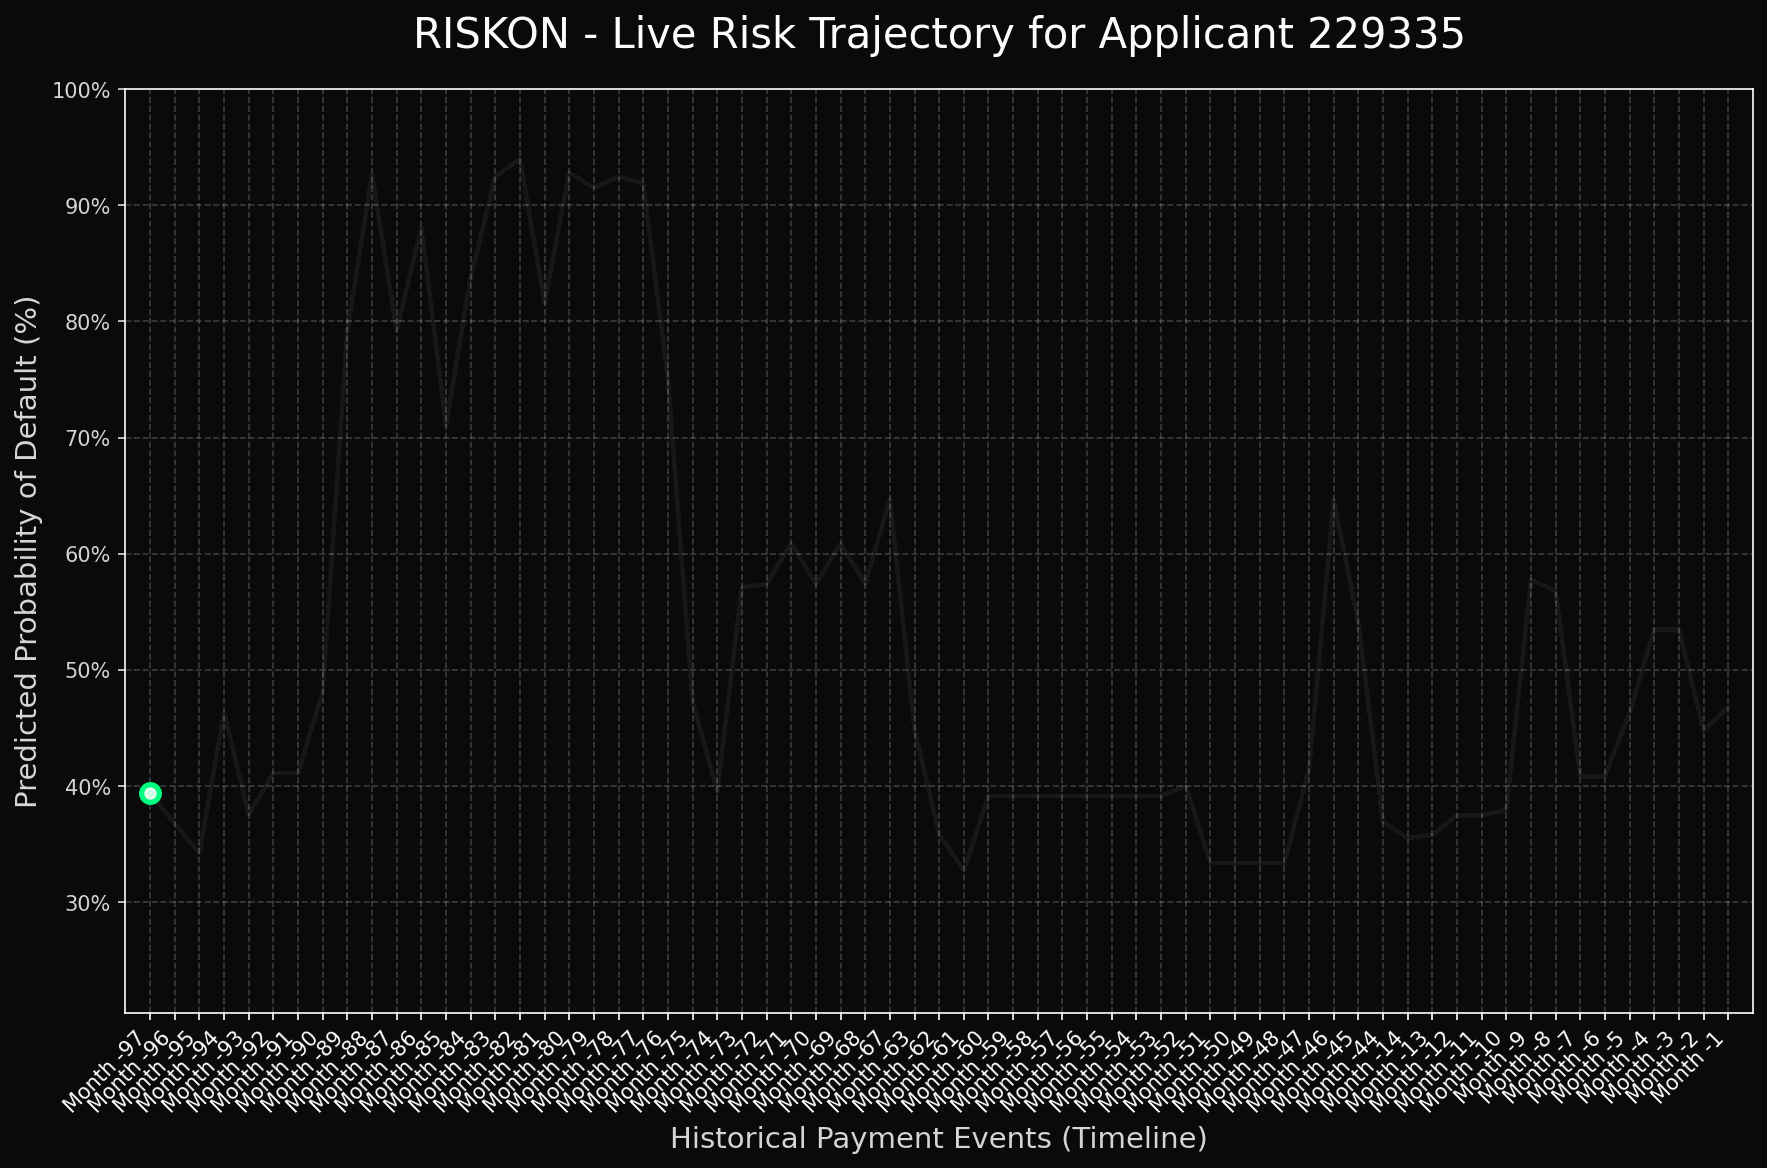 RISKON - Live Risk Trajectory for Applicant 229335
100%
90%
80%
70%
60%
50%
40%
30%
Predicted Probability of Default (%)
Month -97
Month -96
Month -95
Month -94
Month -93
Month -92
Month -91
Month -90
Month -89
Month -88
Month -87
Month -86
Month -85
Month -84
Month -83
Month -82
Month -81
Month -80
Month -79
Month -78
Month -77
Month -76
Month -75
Month -74
Month -73
Month -72
Month -71
Month -70
Month -69
Month -68
Month -67
Month -63
Month -62
Month -61
Month -60
Month -59
Month -58
Month -57
Month -56
Month -55
Month -54
Month -53
Month -52
Month -51
Month -50
Month -49
Month -48
Month -47
Month -46
Month -45
Month -44
Month -14
Month -13
Month -12
Month -11
Month -10
Month -9
Month -8
Month -7
Month -6
Month -5
Month -4
Month -3
Month -2
Month -1
Historical Payment Events (Timeline)